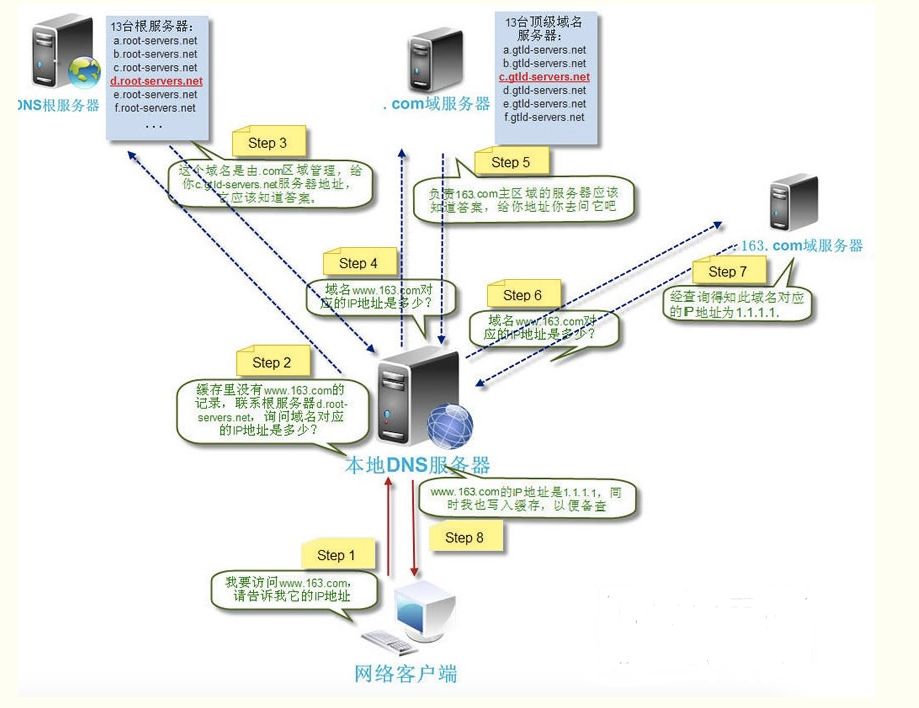 13台根服务器:
a.root-servers.net
b.root-servers.net
c.root-servers.net
d.root-servers.net
e.root-servers.net
f.root-servers.net
...
DNS根服务器
13台顶级域名
服务器:
a.gtld-servers.net
b.gtld-servers.net
c.gtld-servers.net
d.gtld-servers.net
e.gtld-servers.net
f.gtld-servers.net
.com域服务器
Step 3
这个域名是由.com区域管理，给
你c.gtld-servers.net服务器地址，
它应该知道答案。
Step 5
负责163.com主区域的服务器应该
知道答案，给你地址你去问它吧
.163.com域服务器
Step 4
域名www.163.com对
应的IP地址是多少?
Step 6
域名www.163.com对
应的IP地址是多少?
Step 7
经查询得知此域名对应
的IP地址为1.1.1.1.
Step 2
缓存里没有www.163.com的
记录，联系根服务器d.root-
servers.net，询问域名对应
的IP地址是多少?
本地DNS服务器
www.163.com的IP地址是1.1.1.1，同
时我也写入缓存，以便备查
Step 8
Step 1
我要访问www.163.com，
请告诉我它的IP地址
网络客户端